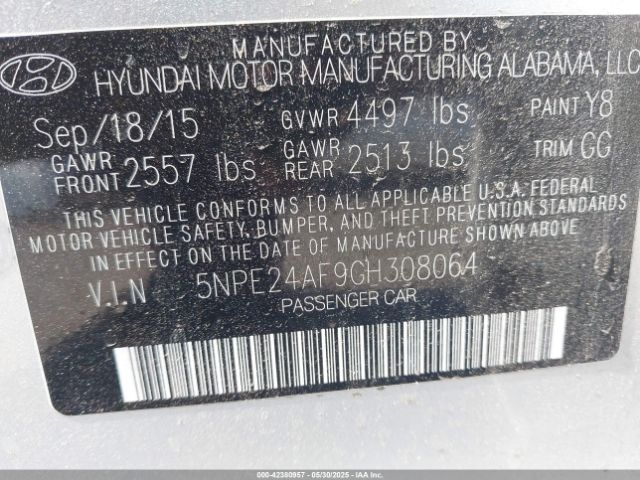 MANUFACTURED BY
HYUNDAI MOTOR MANUFACTURING ALABAMA, LLC
Sep/18/15 GVWR 4497 lbs PAINT Y8
GAWR FRONT 2557 lbs GAWR REAR 2513 lbs TRIM GG
THIS VEHICLE CONFORMS TO ALL APPLICABLE U.S.A. FEDERAL
MOTOR VEHICLE SAFETY, BUMPER, AND THEFT PREVENTION STANDARDS
IN EFFECT ON THE DATE OF MANUFACTURE SHOWN ABOVE
V.I.N 5NPE24AF9GH308064
PASSENGER CAR
000-42380957 - 05/30/2025 - IAAI.COM